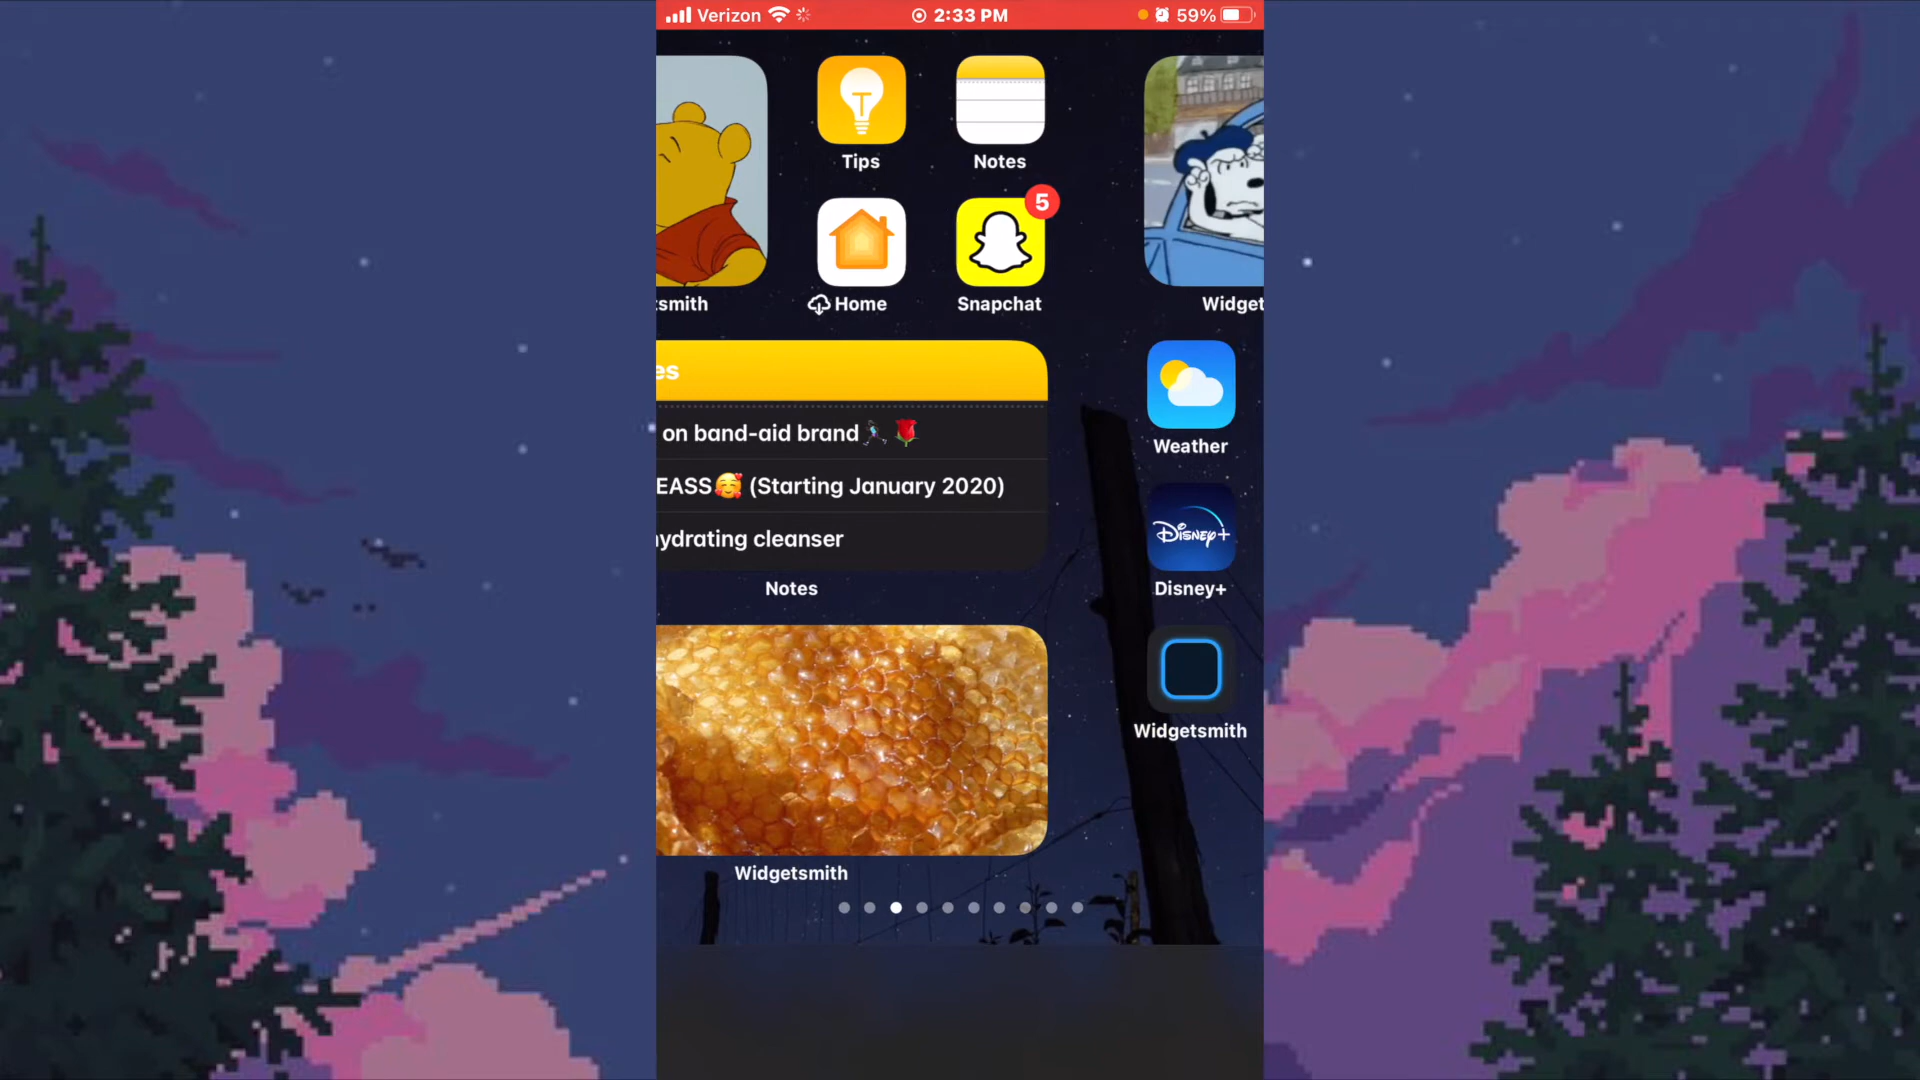 Verizon 2:33 PM 59%
Tips Notes
5
smith Home Snapchat Widget
es
on band-aid brand🧟‍♀️🌹
EASS🥰 (Starting January 2020)
hydrating cleanser
Notes
Weather
Disney+
Disney+
Widgetsmith
Widgetsmith